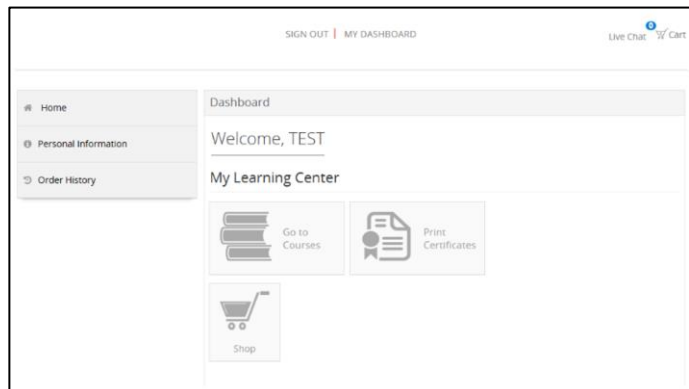 SIGN OUT | MY DASHBOARD
Live Chat 0 Cart
Home
Personal Information
Order History
Dashboard
Welcome, TEST
My Learning Center
Go to
Courses
Print
Certificates
Shop